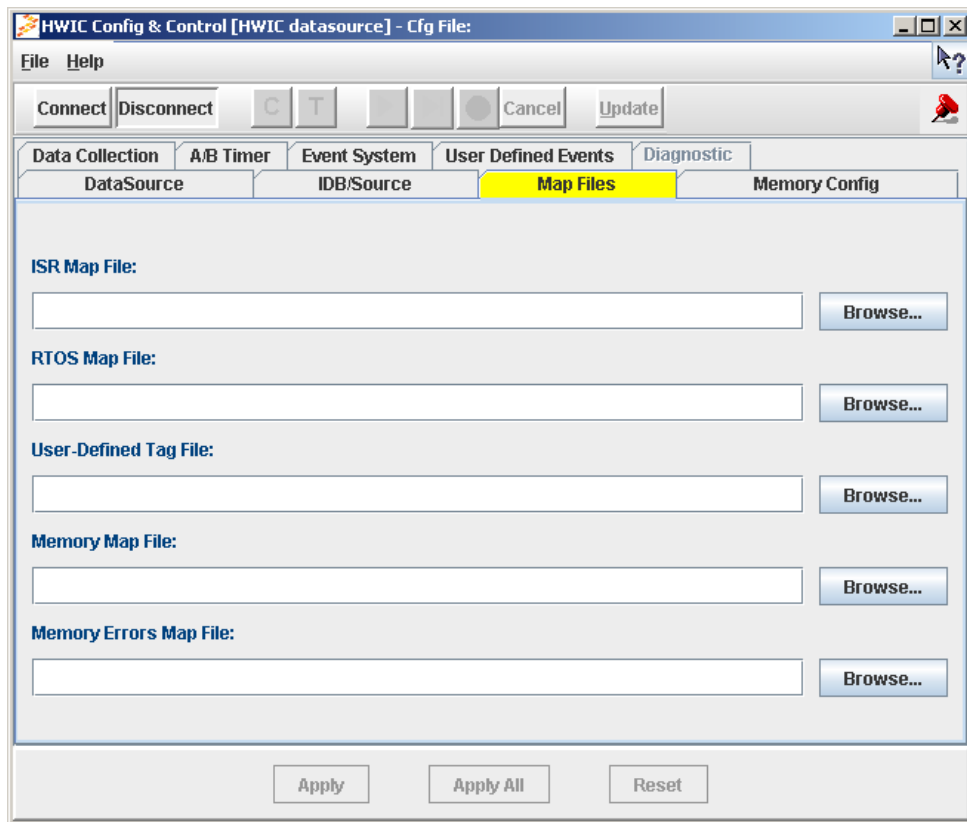 HWIC Config & Control [HWIC datasource] - Cfg File:
File Help
Connect Disconnect C T Cancel Update
Data Collection A/B Timer Event System User Defined Events Diagnostic
DataSource IDB/Source Map Files Memory Config
ISR Map File:
Browse...
RTOS Map File:
Browse...
User-Defined Tag File:
Browse...
Memory Map File:
Browse...
Memory Errors Map File:
Browse...
Apply Apply All Reset